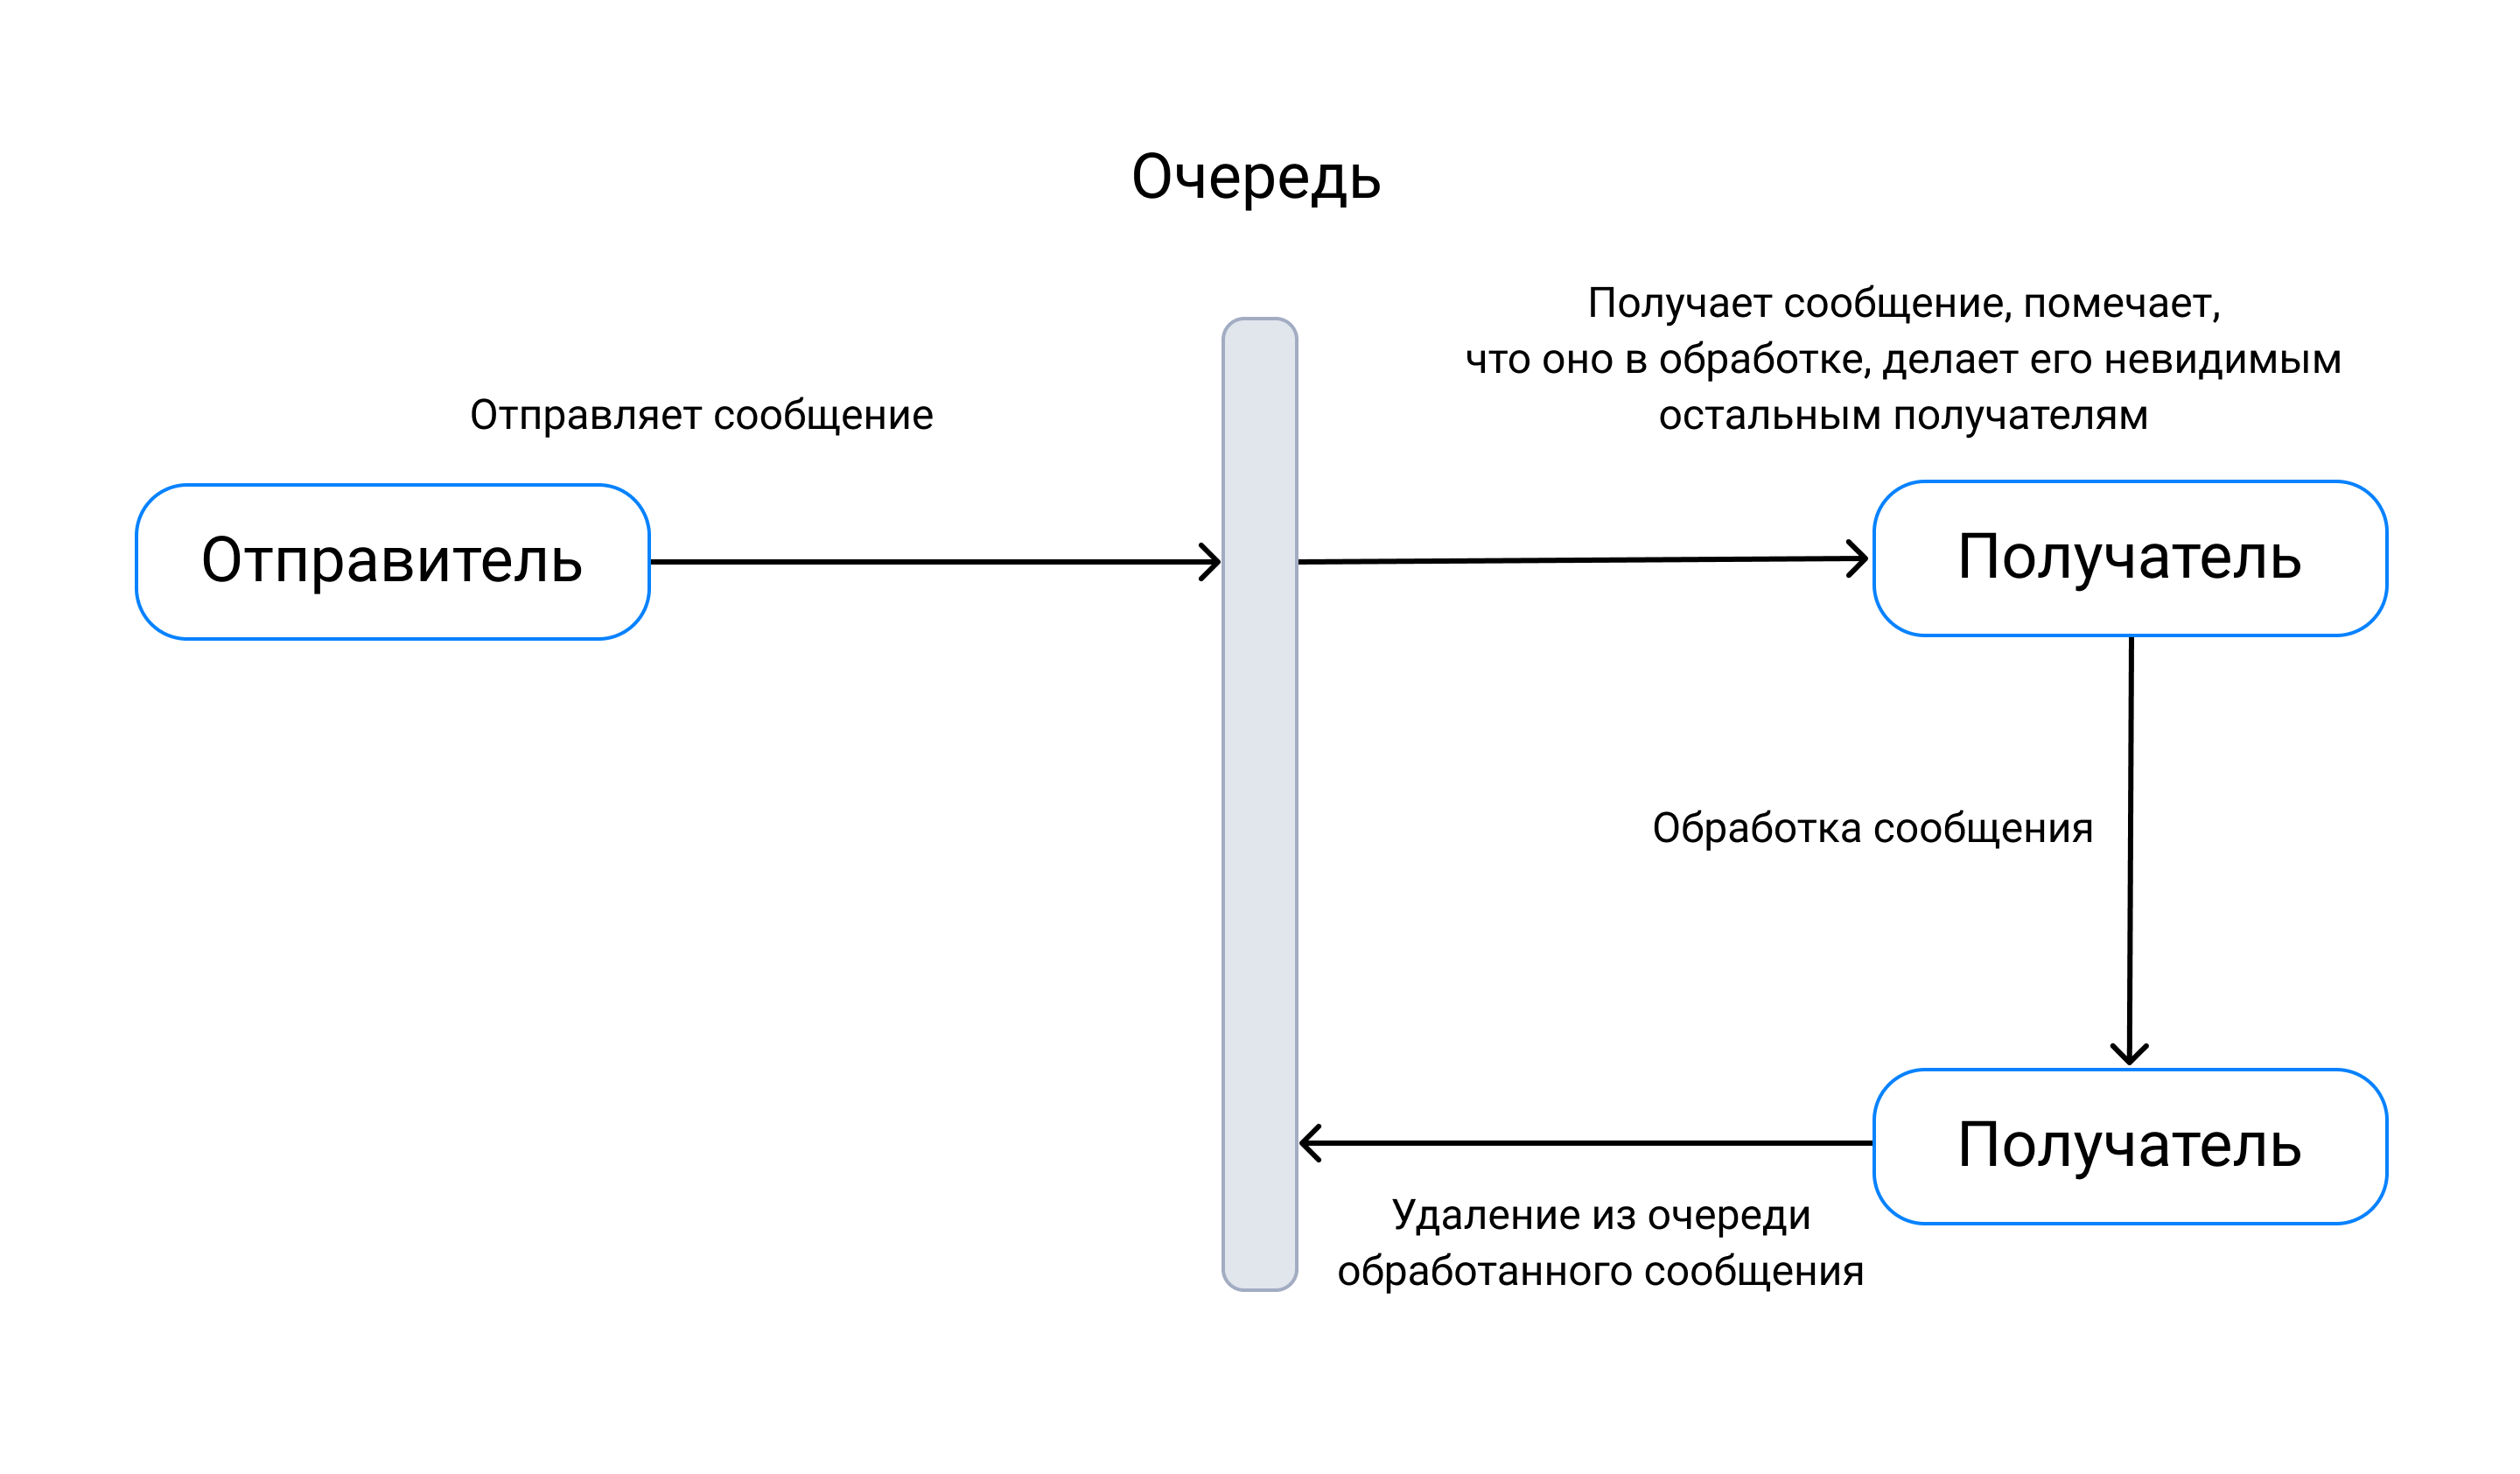 Очередь
Получает сообщение, помечает,
что оно в обработке, делает его невидимым
остальным получателям
Отправляет сообщение
Отправитель
Получатель
Обработка сообщения
Получатель
Удаление из очереди
обработанного сообщения